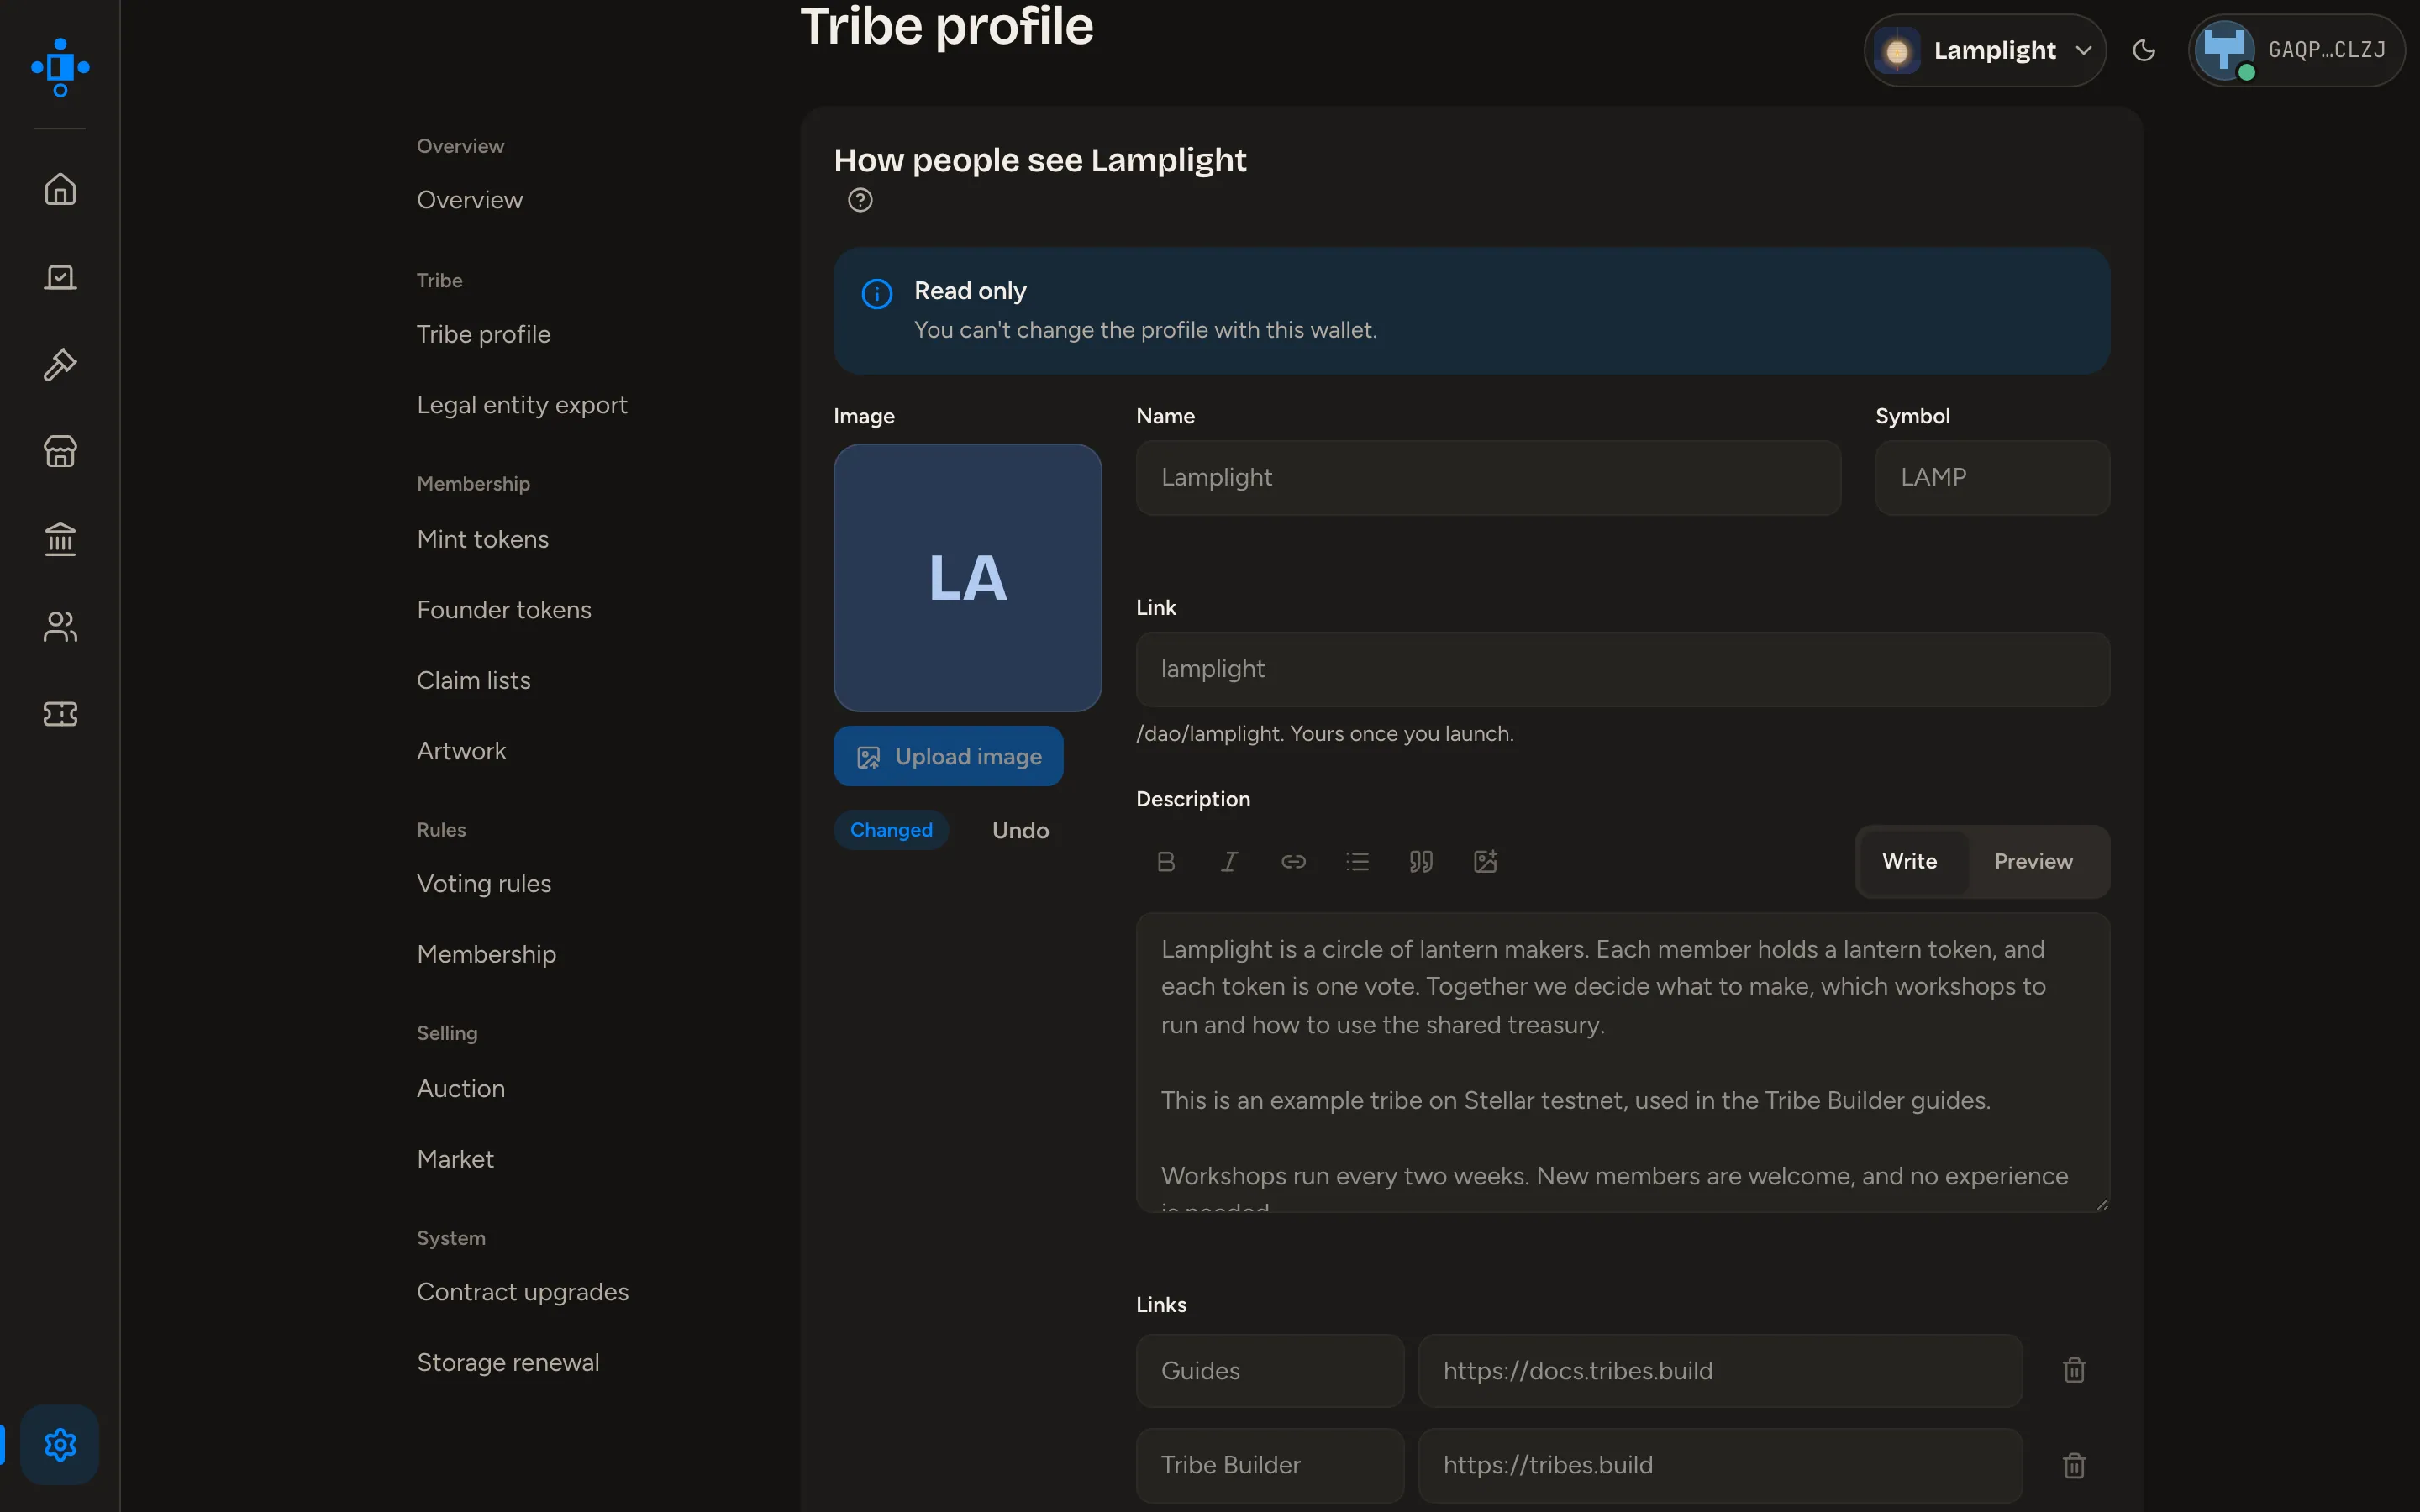 Tribe profile
Lamplight
GAQP...CLZJ
Overview
Overview
Tribe
Tribe profile
Legal entity export
Membership
Mint tokens
Founder tokens
Claim lists
Artwork
Rules
Voting rules
Membership
Selling
Auction
Market
System
Contract upgrades
Storage renewal
How people see Lamplight
Read only
You can't change the profile with this wallet.
Image
LA
Upload image
Changed
Undo
Name
Lamplight
Symbol
LAMP
Link
lamplight
/dao/lamplight. Yours once you launch.
Description
Write
Preview
Lamplight is a circle of lantern makers. Each member holds a lantern token, and
each token is one vote. Together we decide what to make, which workshops to
run and how to use the shared treasury.
This is an example tribe on Stellar testnet, used in the Tribe Builder guides.
Workshops run every two weeks. New members are welcome, and no experience
is needed
Links
Guides
https://docs.tribes.build
Tribe Builder
https://tribes.build